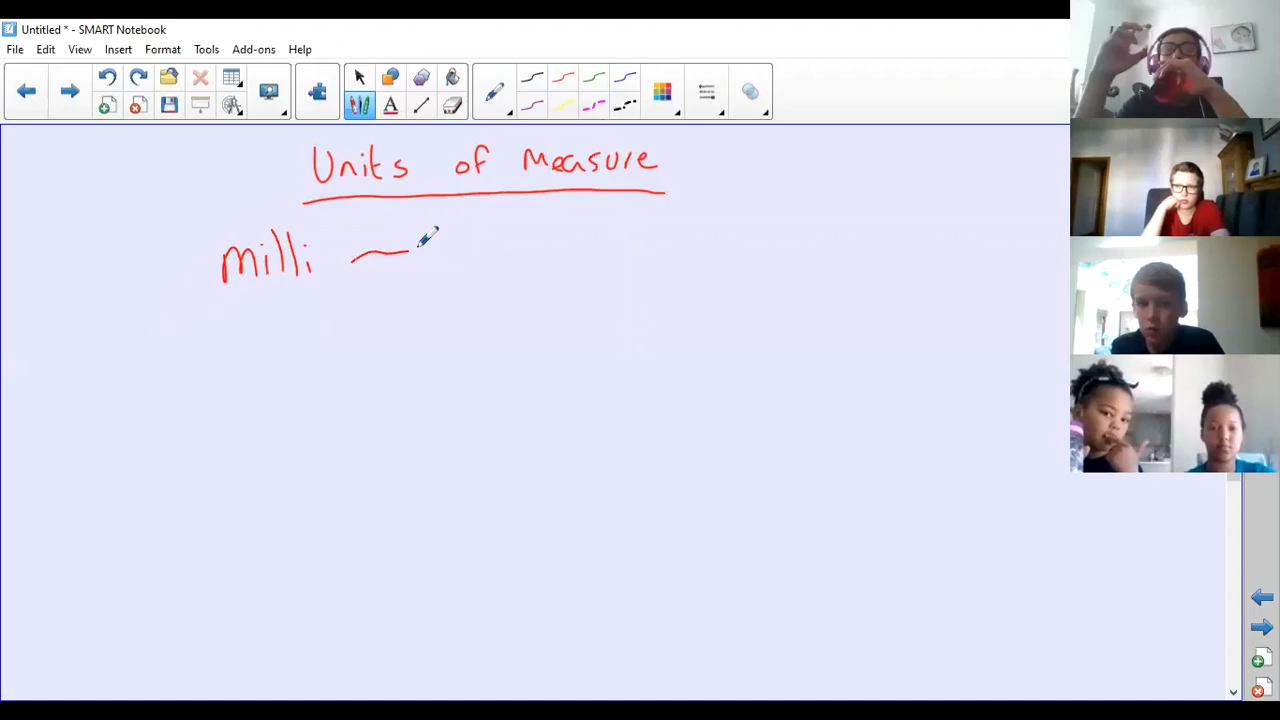 Untitled * - SMART Notebook
File Edit View Insert Format Tools Add-ons Help
Units of Measure
Milli